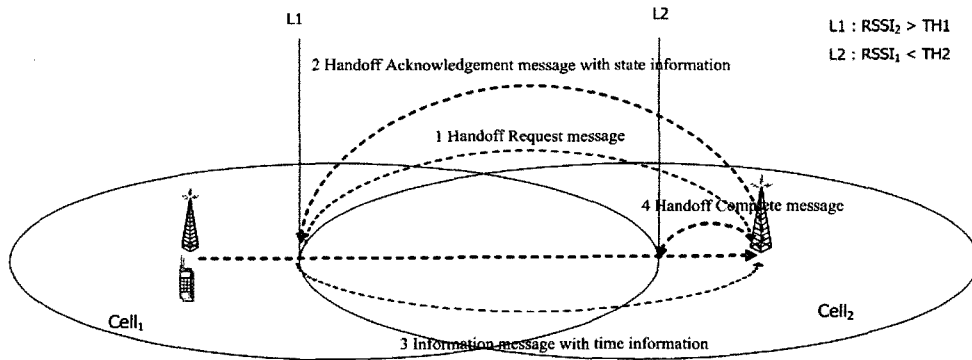 L1
L2
L1 : RSSI₂ > TH1
L2 : RSSI₁ < TH2
2 Handoff Acknowledgement message with state information
1 Handoff Request message
4 Handoff Complete message
Cell₁
Cell₂
3 Information message with time information